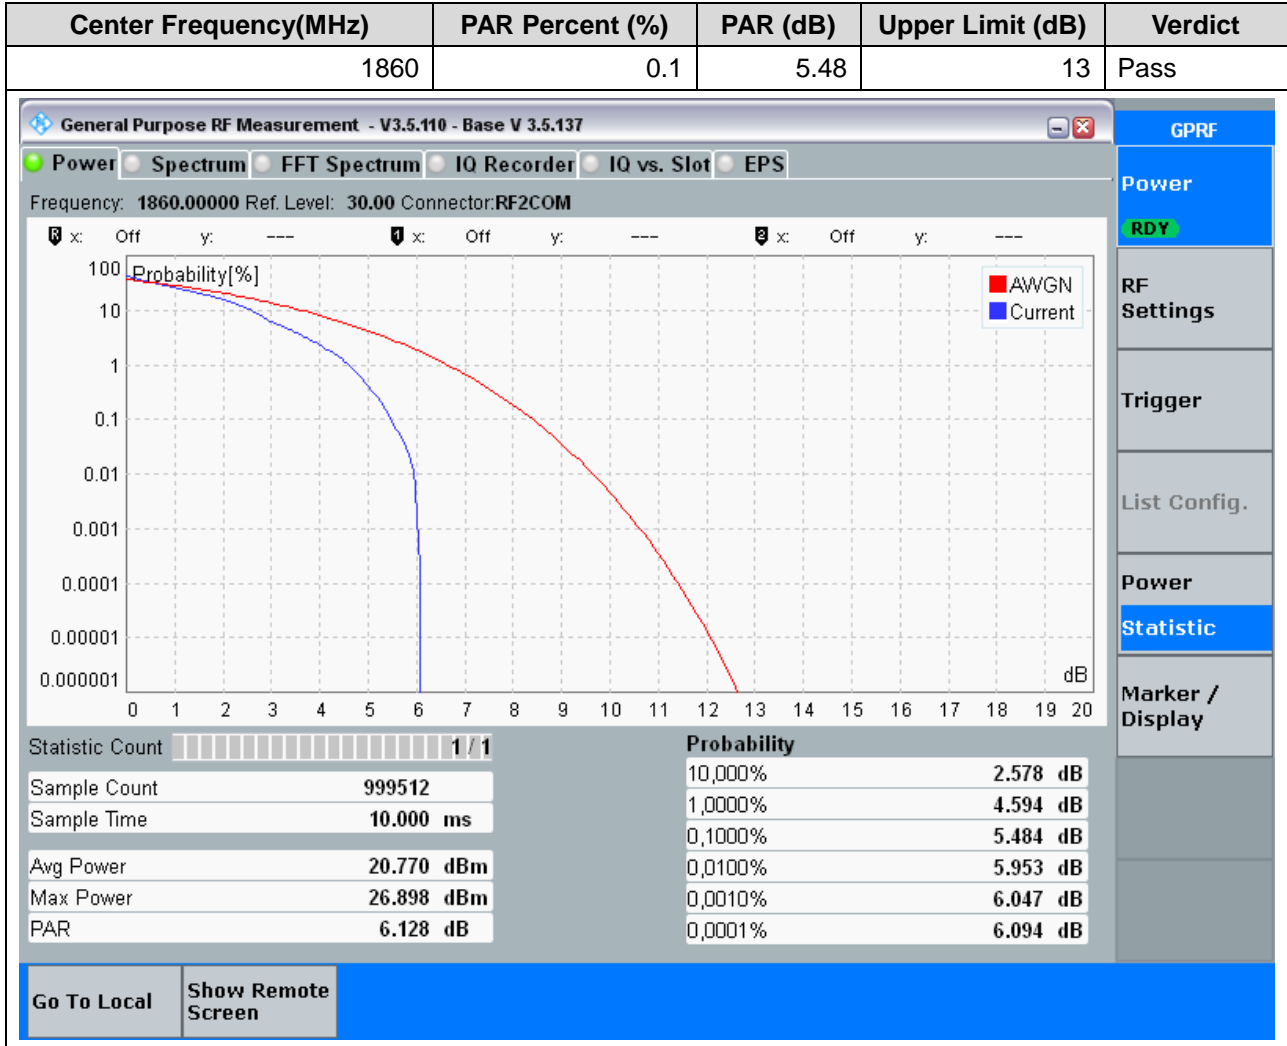 Center Frequency(MHz) PAR Percent (%) PAR (dB) Upper Limit (dB) Verdict
1860 0.1 5.48 13 Pass
General Purpose RF Measurement - V3.5.110 - Base V 3.5.137
GPRF
Power Spectrum FFT Spectrum IQ Recorder IQ vs. Slot EPS
Frequency: 1860.00000 Ref. Level: 30.00 Connector:RF2COM
R x: Off y: --- 1 x: Off y: --- 2 x: Off y: ---
Probability[%]
100
10
1
0.1
0.01
0.001
0.0001
0.00001
0.000001
AWGN
Current
dB
0 1 2 3 4 5 6 7 8 9 10 11 12 13 14 15 16 17 18 19 20
Statistic Count 1 / 1
Sample Count 999512
Sample Time 10.000 ms
Avg Power 20.770 dBm
Max Power 26.898 dBm
PAR 6.128 dB
Probability
10,000% 2.578 dB
1,0000% 4.594 dB
0,1000% 5.484 dB
0,0100% 5.953 dB
0,0010% 6.047 dB
0,0001% 6.094 dB
Power
RDY
RF
Settings
Trigger
List Config.
Power
Statistic
Marker /
Display
Go To Local
Show Remote
Screen